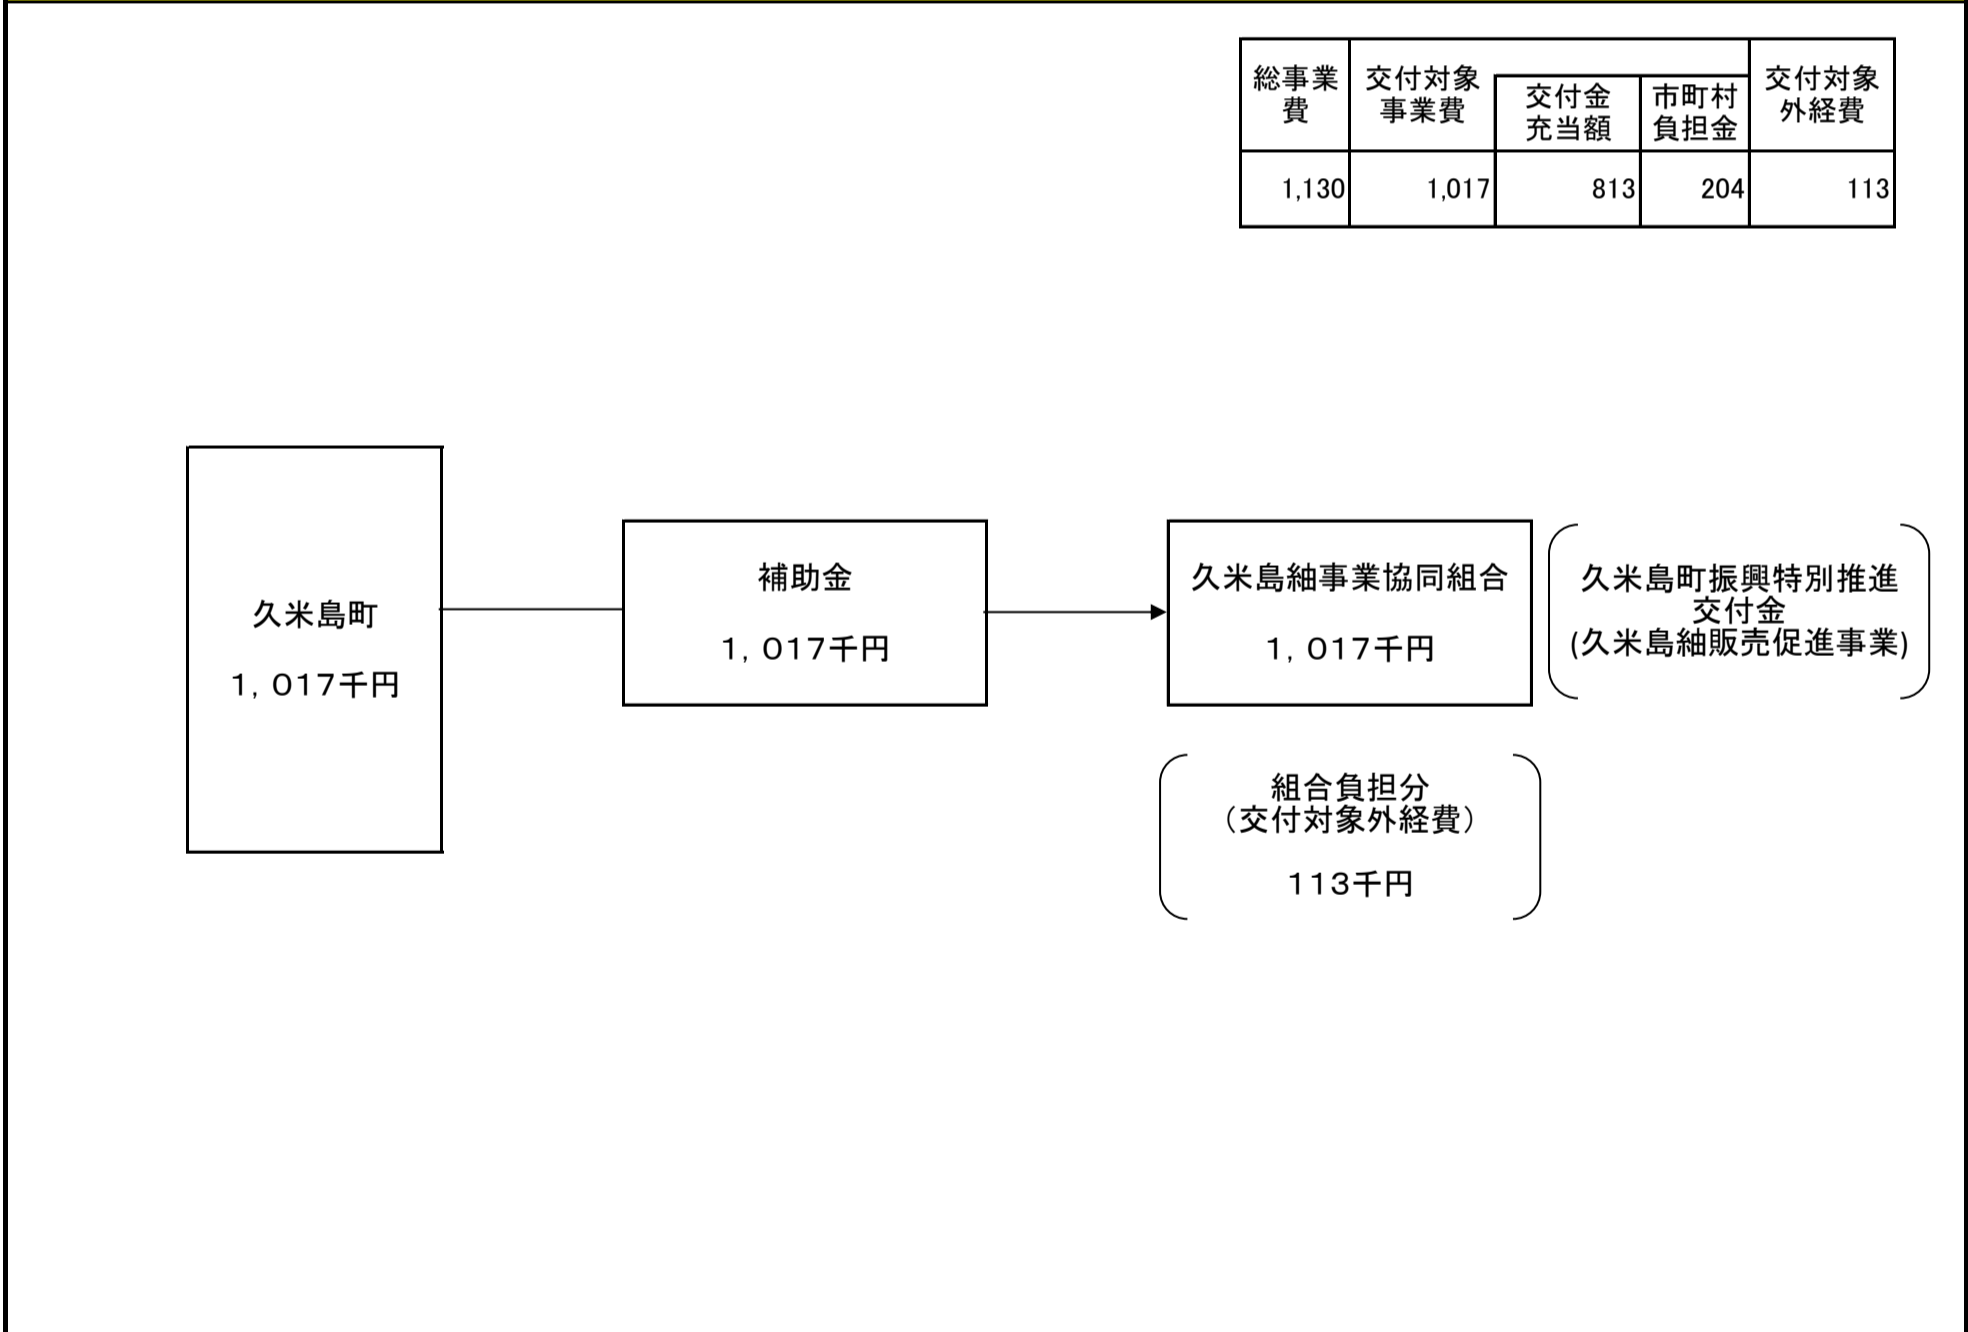 総事業
費
交付対象
事業費
交付金
充当額
市町村
負担金
交付対象
外経費
1,130
1,017
813
204
113
久米島町
１，０１７千円
補助金
１，０１７千円
久米島紬事業協同組合
１，０１７千円
久米島町振興特別推進
交付金
(久米島紬販売促進事業)
組合負担分
（交付対象外経費）
１１３千円